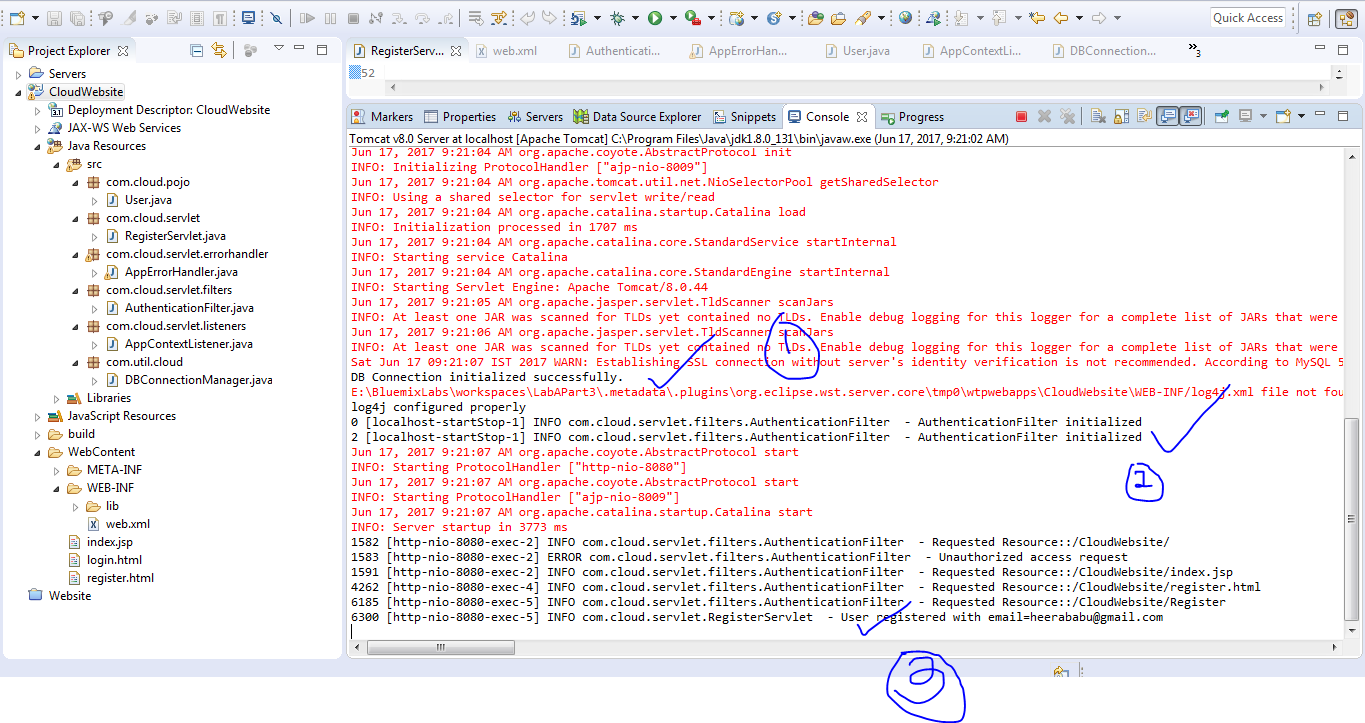 Quick Access
Project Explorer
RegisterServ...
web.xml
Authenticati...
AppErrorHan...
User.java
AppContextLi...
DBConnection...
»3
Servers
CloudWebsite
Deployment Descriptor: CloudWebsite
JAX-WS Web Services
Java Resources
src
com.cloud.pojo
User.java
com.cloud.servlet
RegisterServlet.java
com.cloud.servlet.errorhandler
AppErrorHandler.java
com.cloud.servlet.filters
AuthenticationFilter.java
com.cloud.servlet.listeners
AppContextListener.java
com.util.cloud
DBConnectionManager.java
Libraries
JavaScript Resources
build
WebContent
META-INF
WEB-INF
lib
web.xml
index.jsp
login.html
register.html
Website
52
Markers
Properties
Servers
Data Source Explorer
Snippets
Console
Progress
Tomcat v8.0 Server at localhost [Apache Tomcat] C:\Program Files\Java\jdk1.8.0_131\bin\javaw.exe (Jun 17, 2017, 9:21:02 AM)
Jun 17, 2017 9:21:04 AM org.apache.coyote.AbstractProtocol init
INFO: Initializing ProtocolHandler ["ajp-nio-8009"]
Jun 17, 2017 9:21:04 AM org.apache.tomcat.util.net.NioSelectorPool getSharedSelector
INFO: Using a shared selector for servlet write/read
Jun 17, 2017 9:21:04 AM org.apache.catalina.startup.Catalina load
INFO: Initialization processed in 1707 ms
Jun 17, 2017 9:21:04 AM org.apache.catalina.core.StandardService startInternal
INFO: Starting service Catalina
Jun 17, 2017 9:21:04 AM org.apache.catalina.core.StandardEngine startInternal
INFO: Starting Servlet Engine: Apache Tomcat/8.0.44
Jun 17, 2017 9:21:05 AM org.apache.jasper.servlet.TldScanner scanJars
INFO: At least one JAR was scanned for TLDs yet contained no TLDs. Enable debug logging for this logger for a complete list of JARs that were
Jun 17, 2017 9:21:06 AM org.apache.jasper.servlet.TldScanner scanJars
INFO: At least one JAR was scanned for TLDs yet contained no TLDs. Enable debug logging for this logger for a complete list of JARs that were
Sat Jun 17 09:21:07 IST 2017 WARN: Establishing SSL connection without server's identity verification is not recommended. According to MySQL 5
DB Connection initialized successfully.
E:\BluemixLabs\workspaces\LabAPart3\.metadata\.plugins\org.eclipse.wst.server.core\tmp0\wtpwebapps\CloudWebsite\WEB-INF/log4j.xml file not fou
log4j configured properly
0 [localhost-startStop-1] INFO com.cloud.servlet.filters.AuthenticationFilter - AuthenticationFilter initialized
2 [localhost-startStop-1] INFO com.cloud.servlet.filters.AuthenticationFilter - AuthenticationFilter initialized
Jun 17, 2017 9:21:07 AM org.apache.coyote.AbstractProtocol start
INFO: Starting ProtocolHandler ["http-nio-8080"]
Jun 17, 2017 9:21:07 AM org.apache.coyote.AbstractProtocol start
INFO: Starting ProtocolHandler ["ajp-nio-8009"]
Jun 17, 2017 9:21:07 AM org.apache.catalina.startup.Catalina start
INFO: Server startup in 3773 ms
1582 [http-nio-8080-exec-2] INFO com.cloud.servlet.filters.AuthenticationFilter - Requested Resource::/CloudWebsite/
1583 [http-nio-8080-exec-2] ERROR com.cloud.servlet.filters.AuthenticationFilter - Unauthorized access request
1591 [http-nio-8080-exec-2] INFO com.cloud.servlet.filters.AuthenticationFilter - Requested Resource::/CloudWebsite/index.jsp
4262 [http-nio-8080-exec-4] INFO com.cloud.servlet.filters.AuthenticationFilter - Requested Resource::/CloudWebsite/register.html
6185 [http-nio-8080-exec-5] INFO com.cloud.servlet.filters.AuthenticationFilter - Requested Resource::/CloudWebsite/Register
6300 [http-nio-8080-exec-5] INFO com.cloud.servlet.RegisterServlet - User registered with email=heerababu@gmail.com
1